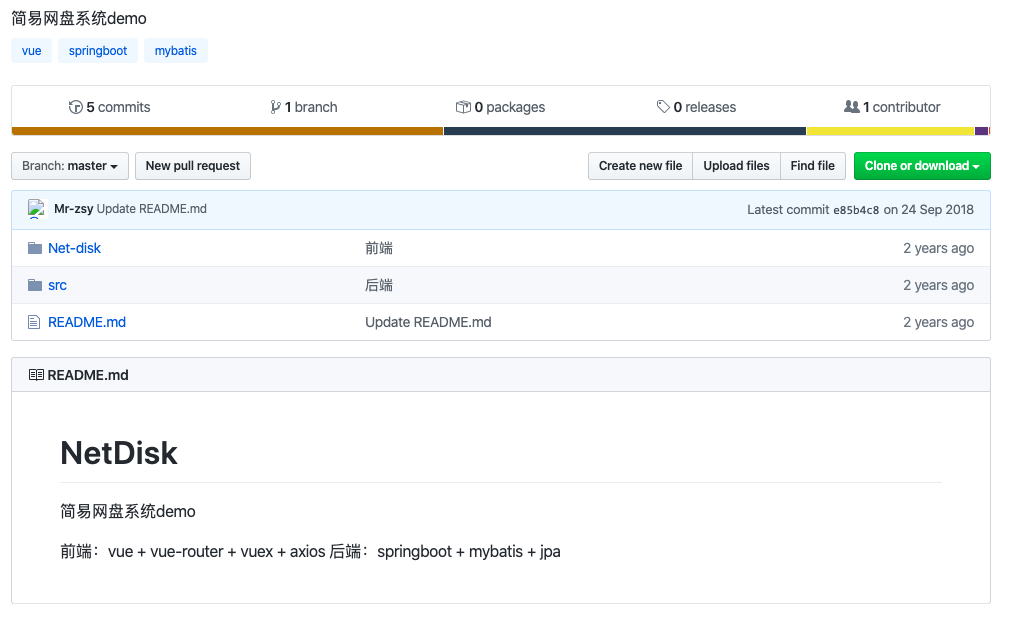 简易网盘系统demo
vue springboot mybatis
5 commits 1 branch 0 packages 0 releases 1 contributor
Branch: master New pull request Create new file Upload files Find file Clone or download
Mr-zsy Update README.md Latest commit e85b4c8 on 24 Sep 2018
Net-disk 前端 2 years ago
src 后端 2 years ago
README.md Update README.md 2 years ago
README.md
NetDisk
简易网盘系统demo
前端：vue + vue-router + vuex + axios 后端：springboot + mybatis + jpa